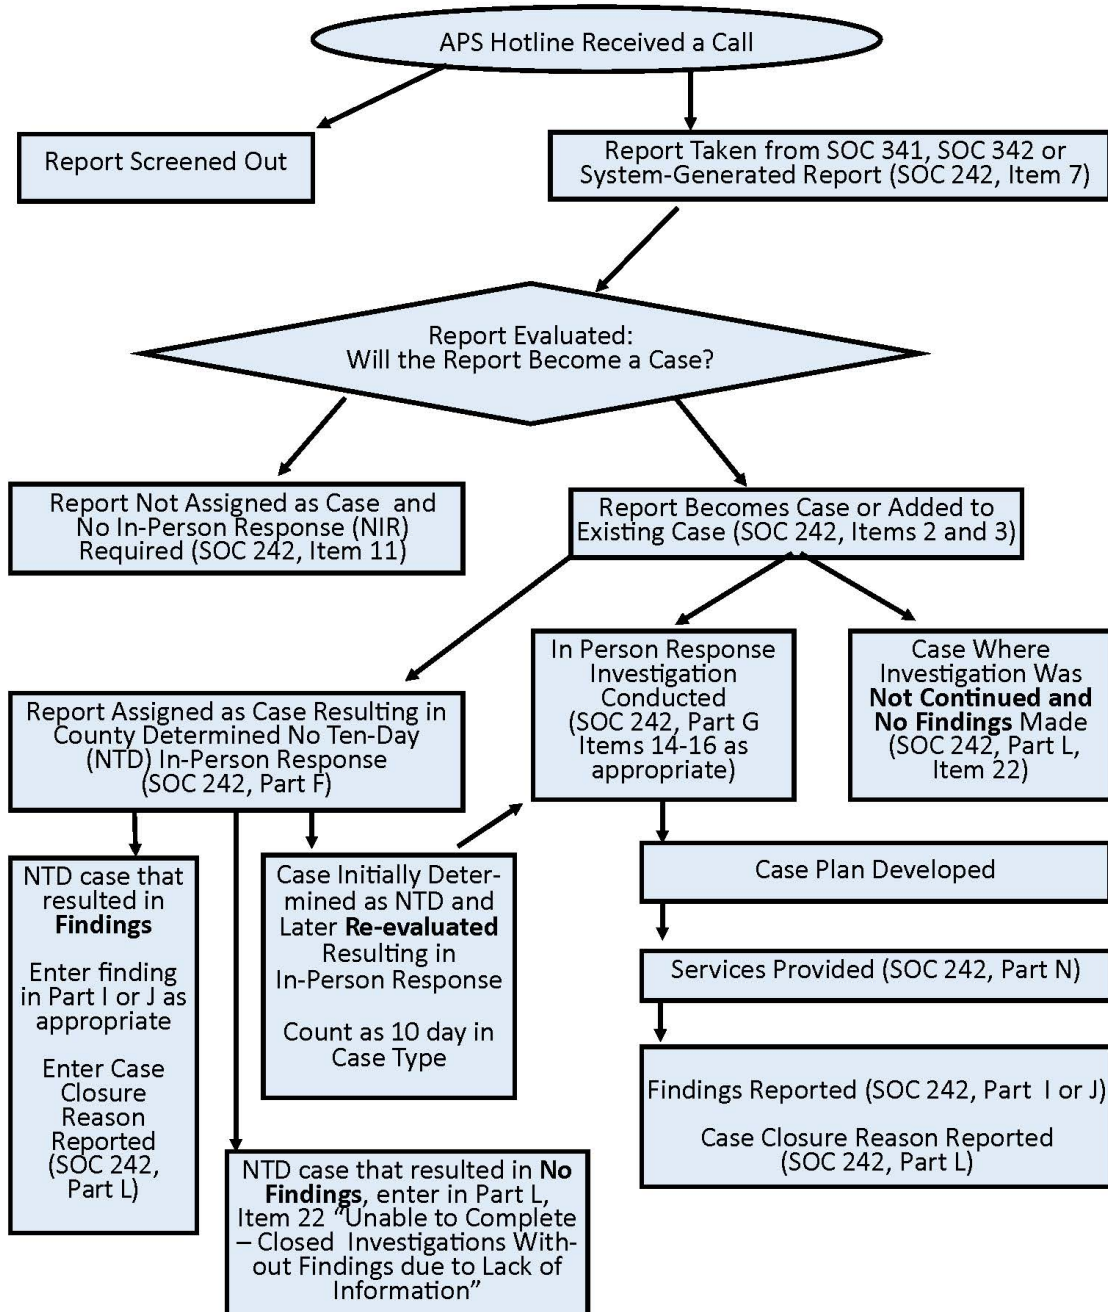 APS Hotline Received a Call
Report Screened Out
Report Taken from SOC 341, SOC 342 or
System-Generated Report (SOC 242, Item 7)
Report Evaluated:
Will the Report Become a Case?
Report Not Assigned as Case and
No In-Person Response (NIR)
Required (SOC 242, Item 11)
Report Becomes Case or Added to
Existing Case (SOC 242, Items 2 and 3)
Report Assigned as Case Resulting in
County Determined No Ten-Day
(NTD) In-Person Response
(SOC 242, Part F)
In Person Response
Investigation
Conducted
(SOC 242, Part G
Items 14-16 as
appropriate)
Case Where
Investigation Was
Not Continued and
No Findings Made
(SOC 242, Part L,
Item 22)
NTD case that
resulted in
Findings
Enter finding
in Part I or J as
appropriate
Enter Case
Closure
Reason
Reported
(SOC 242,
Part L)
Case Initially Deter-
mined as NTD and
Later Re-evaluated
Resulting in
In-Person Response
Count as 10 day in
Case Type
NTD case that resulted in No
Findings, enter in Part L,
Item 22 “Unable to Complete
– Closed Investigations With-
out Findings due to Lack of
Information”
Case Plan Developed
Services Provided (SOC 242, Part N)
Findings Reported (SOC 242, Part I or J)
Case Closure Reason Reported
(SOC 242, Part L)